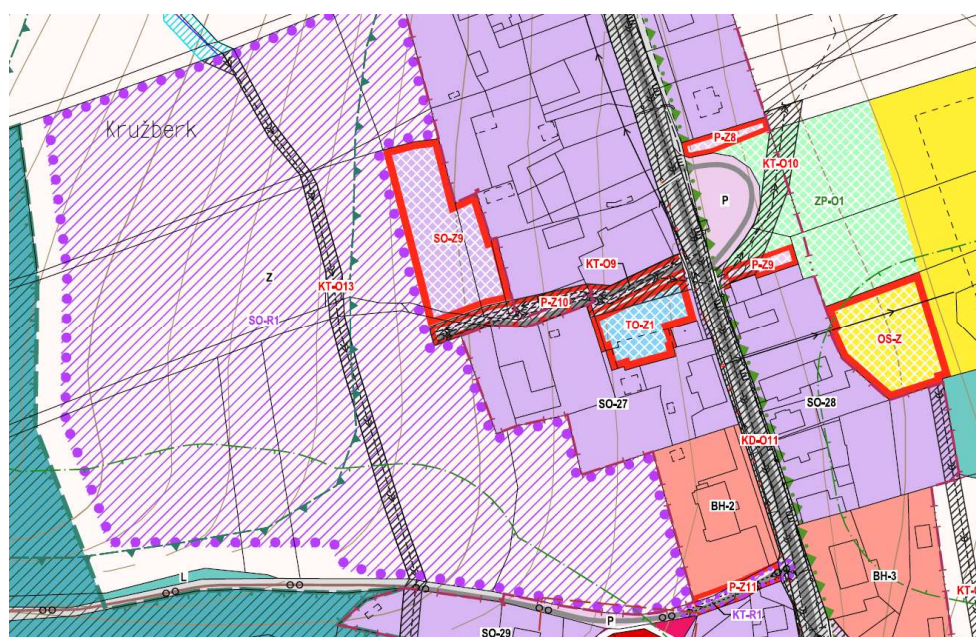 Kružberk
P-Z8
KT-O10
P
ZP-O1
SO-Z9
KT-O9
P-Z9
Z
KT-O13
P-Z10
SO-R1
TO-Z1
OS-Z
SO-27
SO-28
KD-O11
BH-2
L
P-Z11
BH-3
KT-R1
P
SO-29